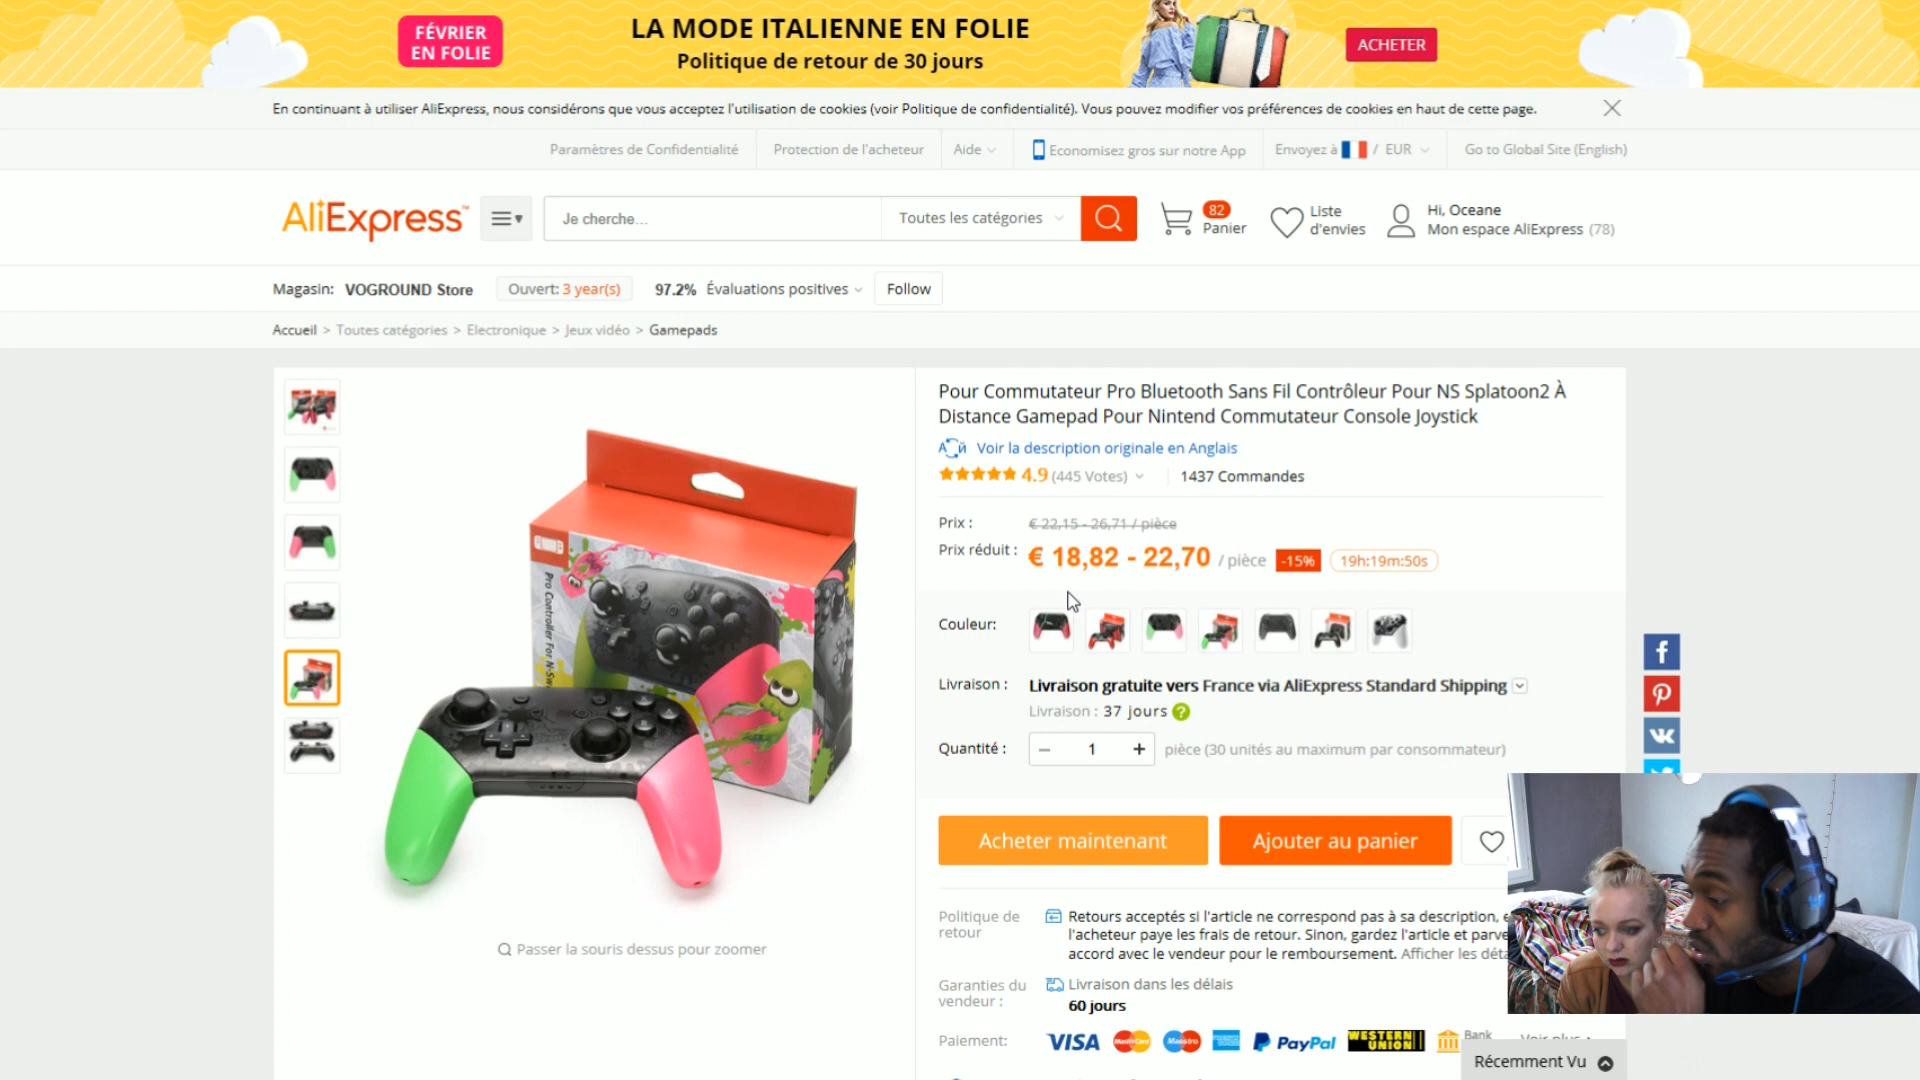 FÉVRIER
EN FOLIE
LA MODE ITALIENNE EN FOLIE
Politique de retour de 30 jours
ACHETER
En continuant à utiliser AliExpress, nous considérons que vous acceptez l'utilisation de cookies (voir Politique de confidentialité). Vous pouvez modifier vos préférences de cookies en haut de cette page.
Paramètres de Confidentialité
Protection de l'acheteur
Aide
Economisez gros sur notre App
Envoyez à / EUR
Go to Global Site (English)
AliExpress™
Je cherche...
Toutes les catégories
82
Panier
Liste
d'envies
Hi, Oceane
Mon espace AliExpress (78)
Magasin: VOGROUND Store
Ouvert: 3 year(s)
97.2% Évaluations positives
Follow
Accueil > Toutes catégories > Electronique > Jeux vidéo > Gamepads
Pour Commutateur Pro Bluetooth Sans Fil Contrôleur Pour NS Splatoon2 À
Distance Gamepad Pour Nintend Commutateur Console Joystick
Voir la description originale en Anglais
4.9 (445 Votes)
1437 Commandes
Prix : € 22,15 - 26,71 / pièce
Prix réduit : € 18,82 - 22,70 / pièce -15% 19h:19m:50s
Couleur:
Livraison : Livraison gratuite vers France via AliExpress Standard Shipping
Livraison : 37 jours ?
Quantité : − 1 + pièce (30 unités au maximum par consommateur)
Acheter maintenant
Ajouter au panier
Pro Controller For N-Sw
Passer la souris dessus pour zoomer
Politique de
retour
Retours acceptés si l'article ne correspond pas à sa description,
l'acheteur paye les frais de retour. Sinon, gardez l'article et
accord avec le vendeur pour le remboursement. Afficher les
Garanties du
vendeur :
Livraison dans les délais
60 jours
Paiement:
VISA
MasterCard
Maestro
PayPal
WESTERN
UNION
Bank
Récemment Vu